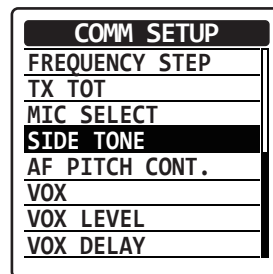 COMM SETUP
FREQUENCY STEP
TX TOT
MIC SELECT
SIDE TONE
AF PITCH CONT.
VOX
VOX LEVEL
VOX DELAY